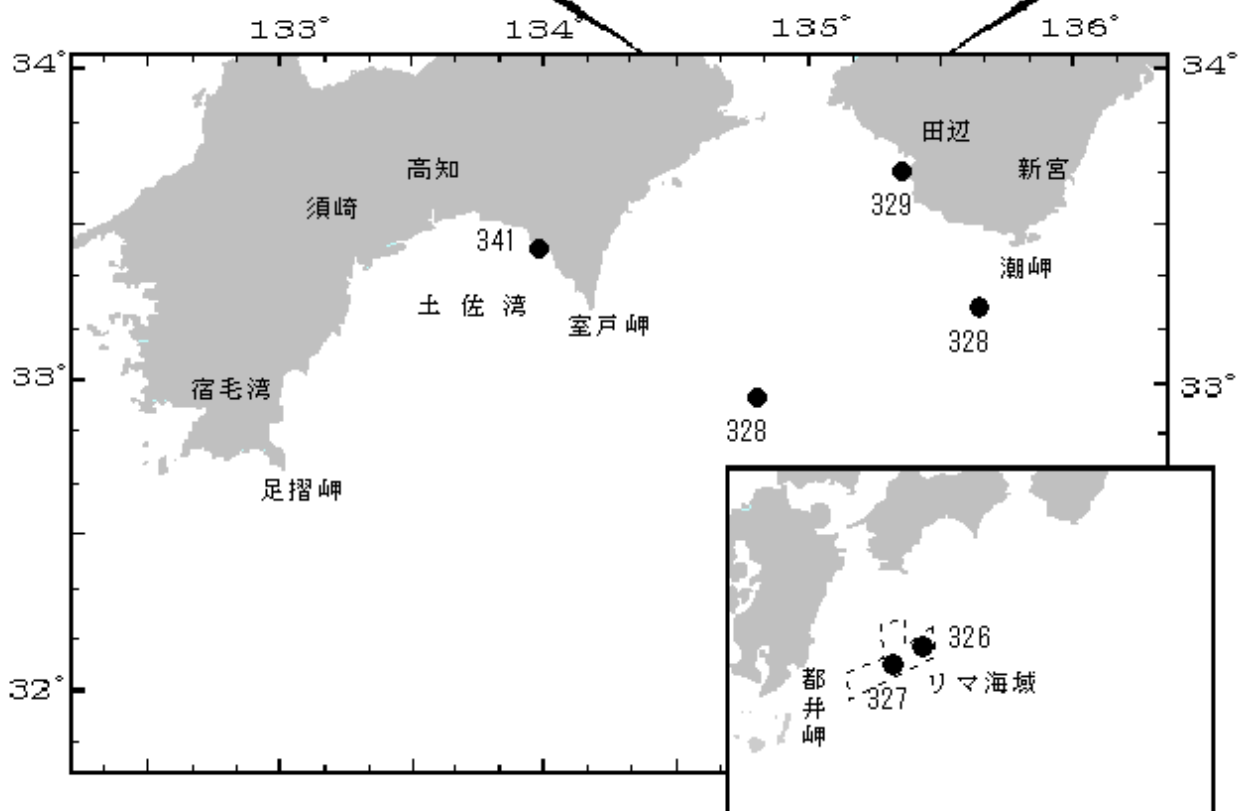 133° 134° 135° 136°
34° 34°
田辺
高知 新宮
須崎 329
341
潮岬
土佐湾
室戸岬
328
33° 宿毛湾 33°
328
足摺岬
326
都井岬 327 リマ海域
32°